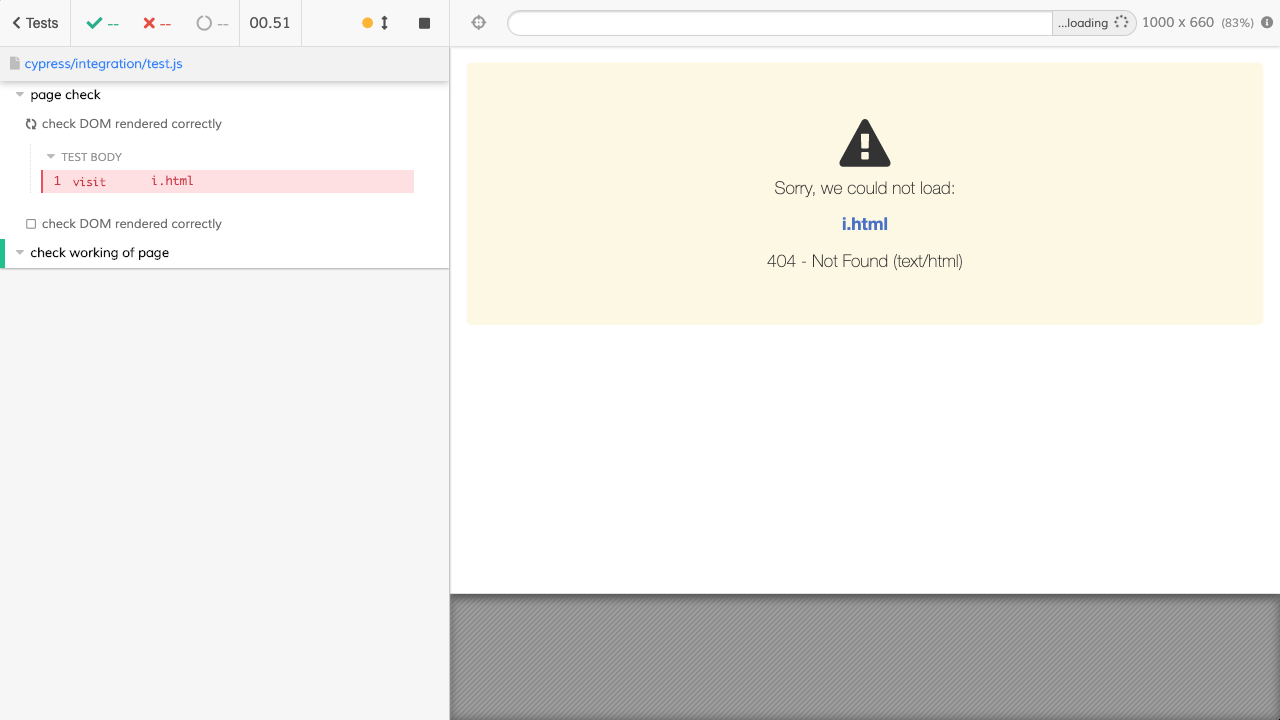 Tests -- -- -- 00.51
cypress/integration/test.js
page check
check DOM rendered correctly
TEST BODY
1 visit i.html
check DOM rendered correctly
check working of page
...loading 1000 x 660 (83%)
Sorry, we could not load:
i.html
404 - Not Found (text/html)